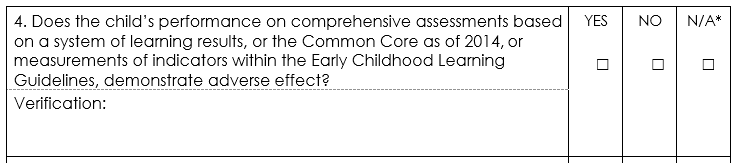 4. Does the child’s performance on comprehensive assessments based YES NO N/A*
on a system of learning results, or the Common Core as of 2014, or
measurements of indicators within the Early Childhood Learning ☐ ☐ ☐
Guidelines, demonstrate adverse effect?
Verification: